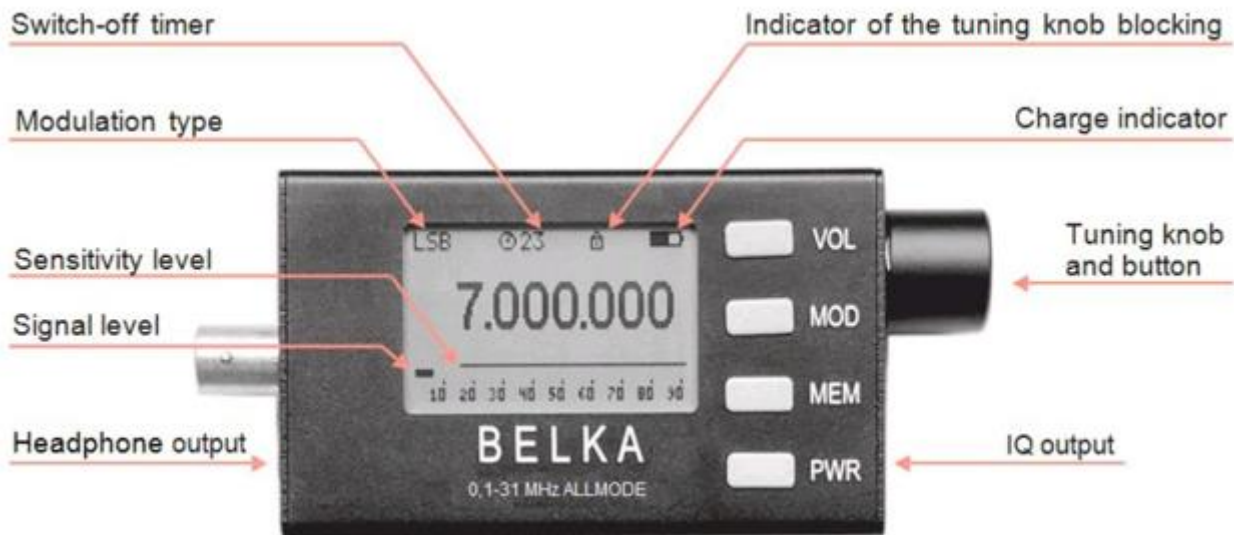 Switch-off timer
Indicator of the tuning knob blocking
Modulation type
Charge indicator
LSB 23
VOL
Tuning knob
and button
Sensitivity level
7.000.000
MOD
Signal level
10 20 30 40 50 60 70 80 90
MEM
Headphone output
BELKA
IQ output
PWR
0,1-31 MHz ALLMODE